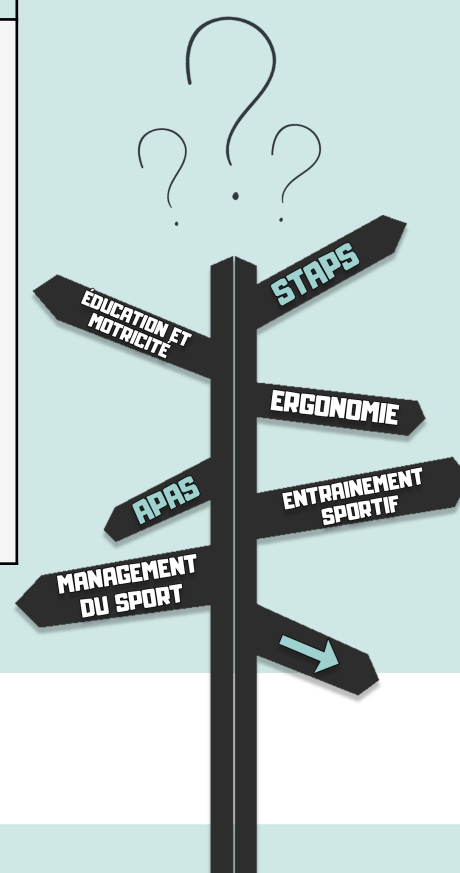 STAPS
ÉDUCATION ET
MOTRICITÉ
ERGONOMIE
APAS
ENTRAINEMENT
SPORTIF
MANAGEMENT
DU SPORT